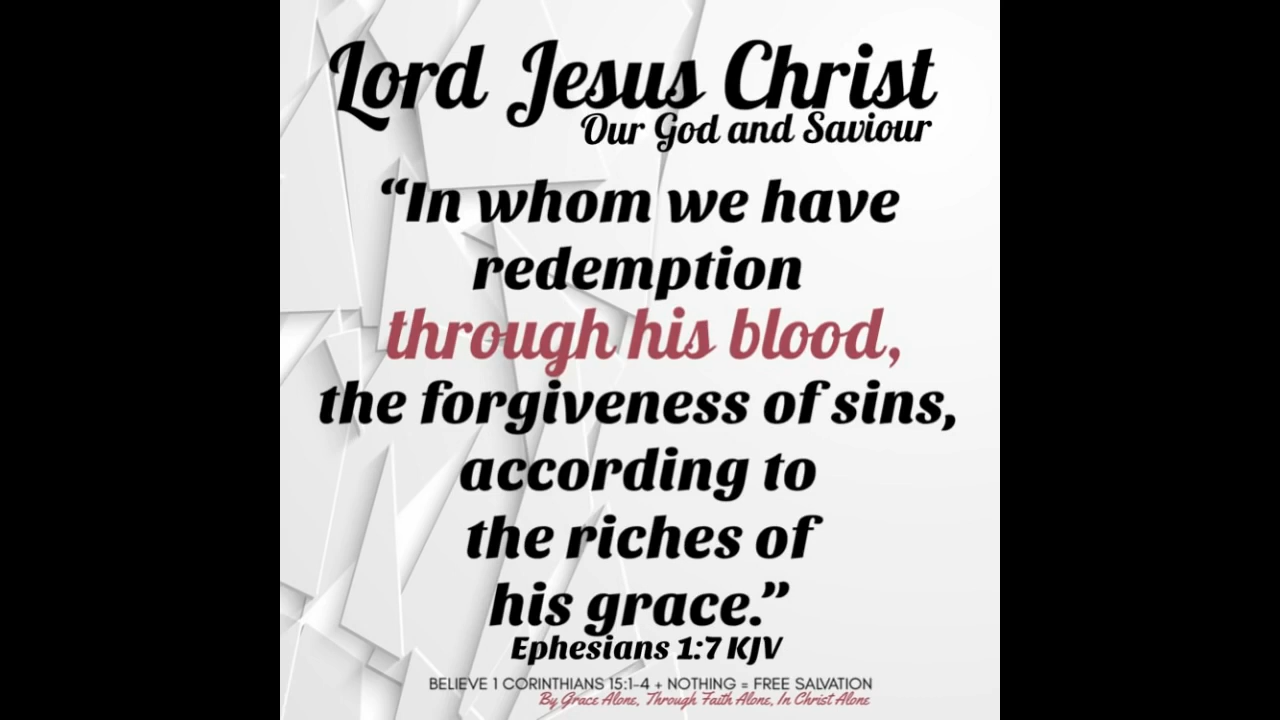 Lord Jesus Christ
Our God and Saviour
“In whom we have
redemption
through his blood,
the forgiveness of sins,
according to
the riches of
his grace.”
Ephesians 1:7 KJV
BELIEVE 1 CORINTHIANS 15:1-4 + NOTHING = FREE SALVATION
By Grace Alone, Through Faith Alone, In Christ Alone